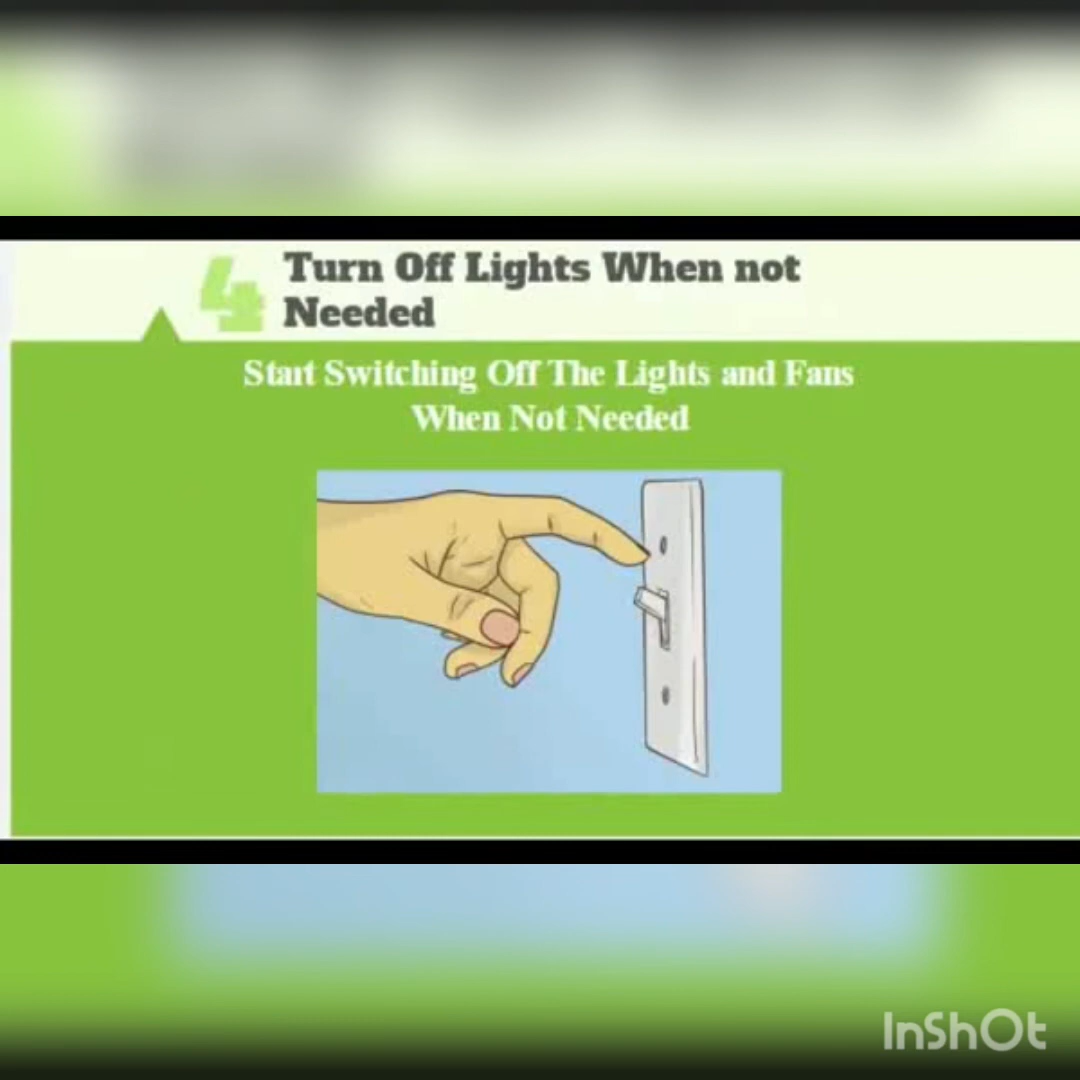 4
Turn Off Lights When not
Needed
Start Switching Off The Lights and Fans
When Not Needed
InShOt